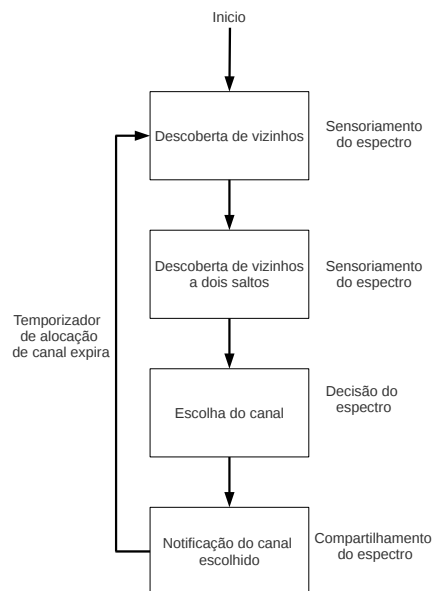 Inicio
Descoberta de vizinhos
Sensoriamento
do espectro
Descoberta de vizinhos
a dois saltos
Sensoriamento
do espectro
Temporizador
de alocação
de canal expira
Escolha do canal
Decisão do
espectro
Notificação do canal
escolhido
Compartilhamento
do espectro